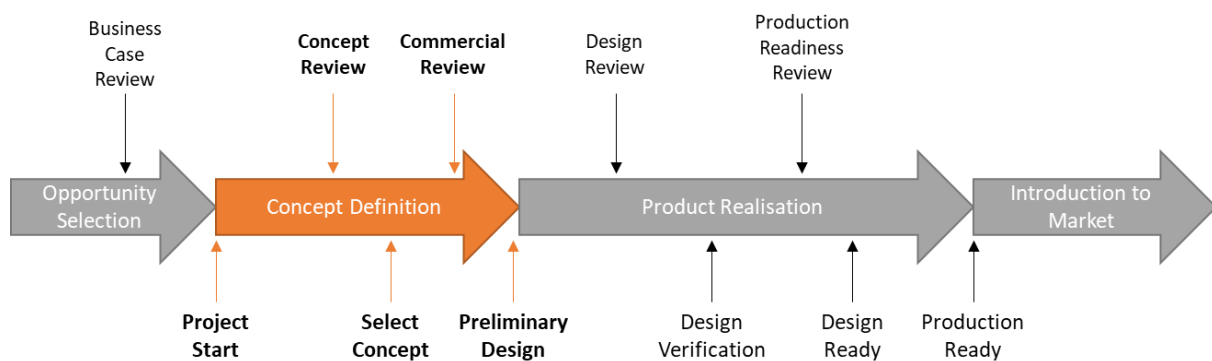 Business
Case
Review
Concept
Review
Commercial
Review
Design
Review
Production
Readiness
Review
Opportunity
Selection
Concept Definition
Product Realisation
Introduction to
Market
Project
Start
Select
Concept
Preliminary
Design
Design
Verification
Design
Ready
Production
Ready